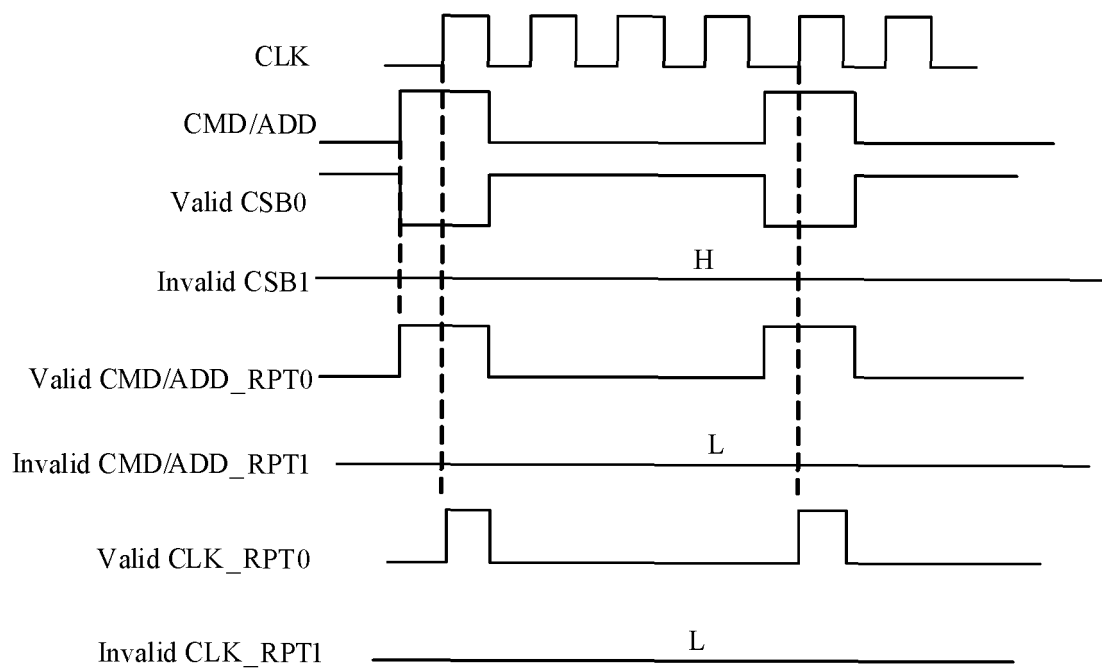 CLK
CMD/ADD
Valid CSB0
H
Invalid CSB1
Valid CMD/ADD_RPT0
L
Invalid CMD/ADD_RPT1
Valid CLK_RPT0
L
Invalid CLK_RPT1